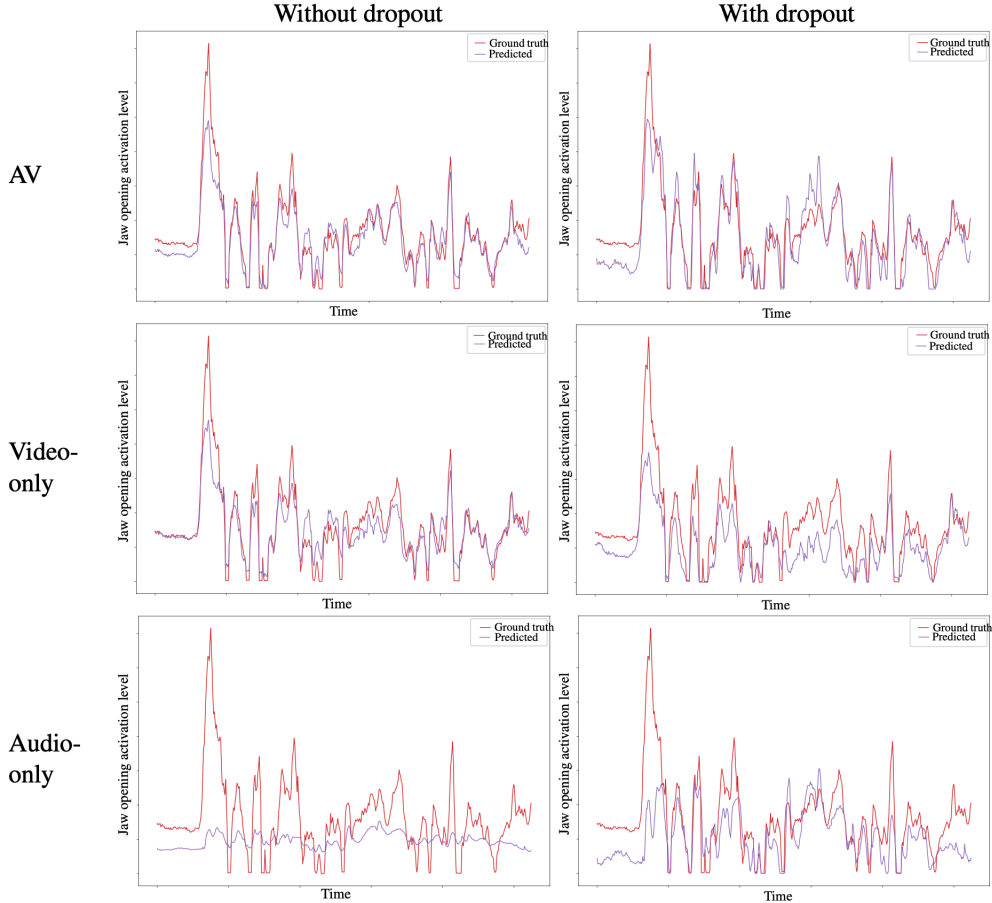 Without dropout
With dropout
AV
Jaw opening activation level
Ground truth
Predicted
Time
Jaw opening activation level
Ground truth
Predicted
Time
Video-
only
Jaw opening activation level
Ground truth
Predicted
Time
Jaw opening activation level
Ground truth
Predicted
Time
Audio-
only
Jaw opening activation level
Ground truth
Predicted
Time
Jaw opening activation level
Ground truth
Predicted
Time